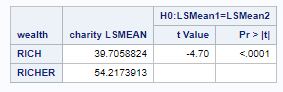 H0:LSMean1=LSMean2
wealth charity LSMEAN t Value Pr > |t|
RICH 39.7058824 -4.70 <.0001
RICHER 54.2173913